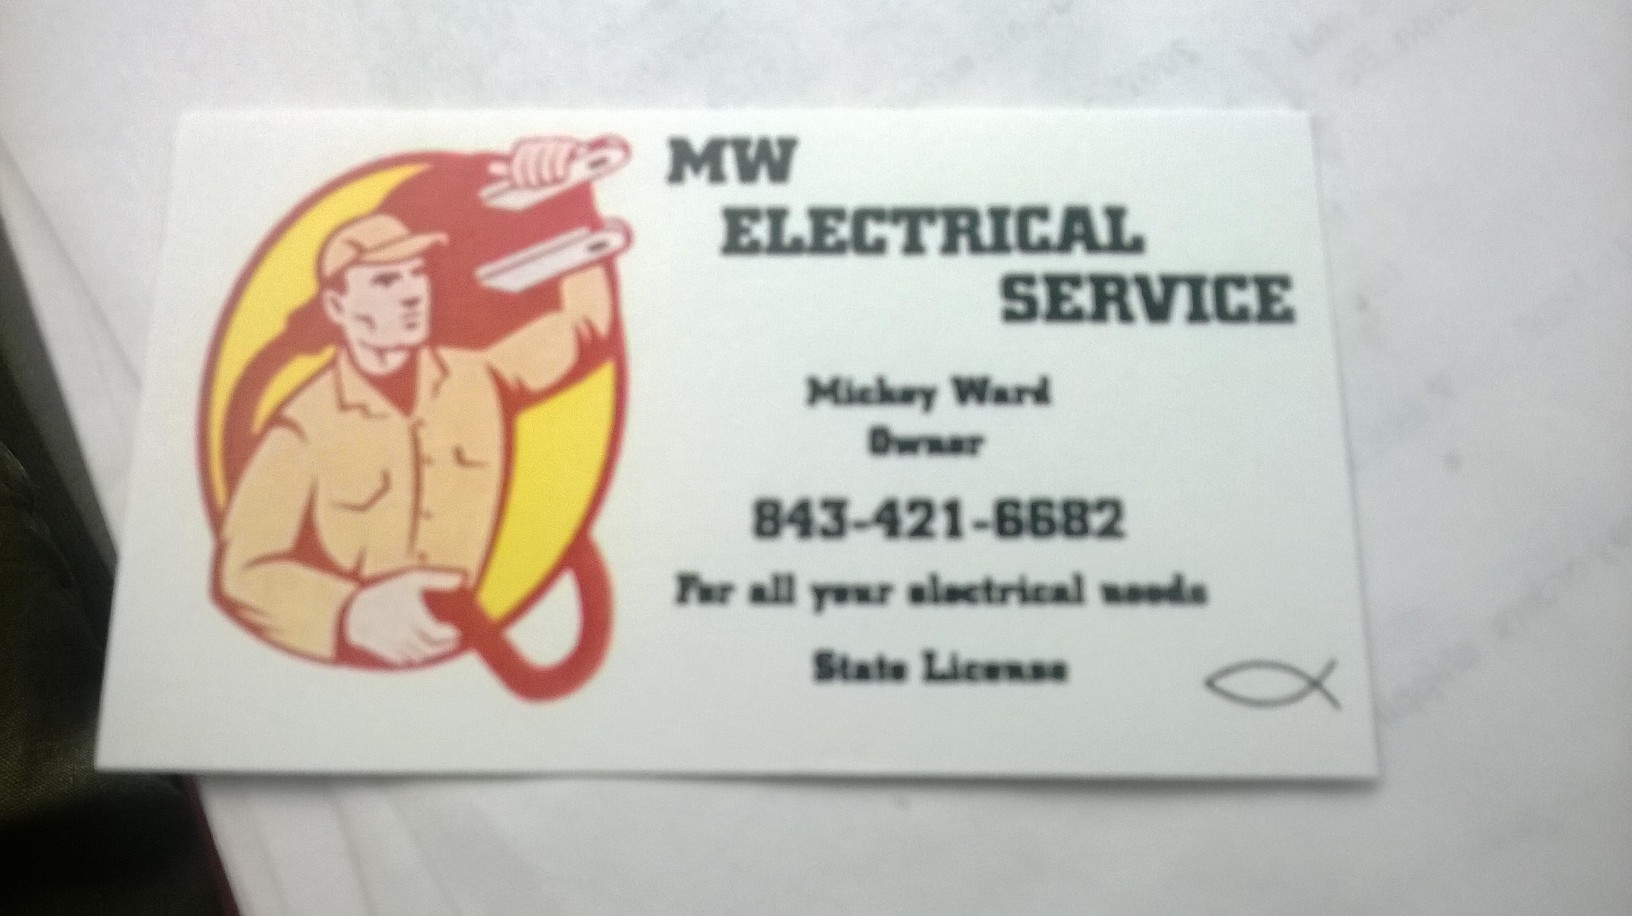 MW
ELECTRICAL
SERVICE
Mickey Ward
Owner
843-421-6682
For all your electrical needs
State License